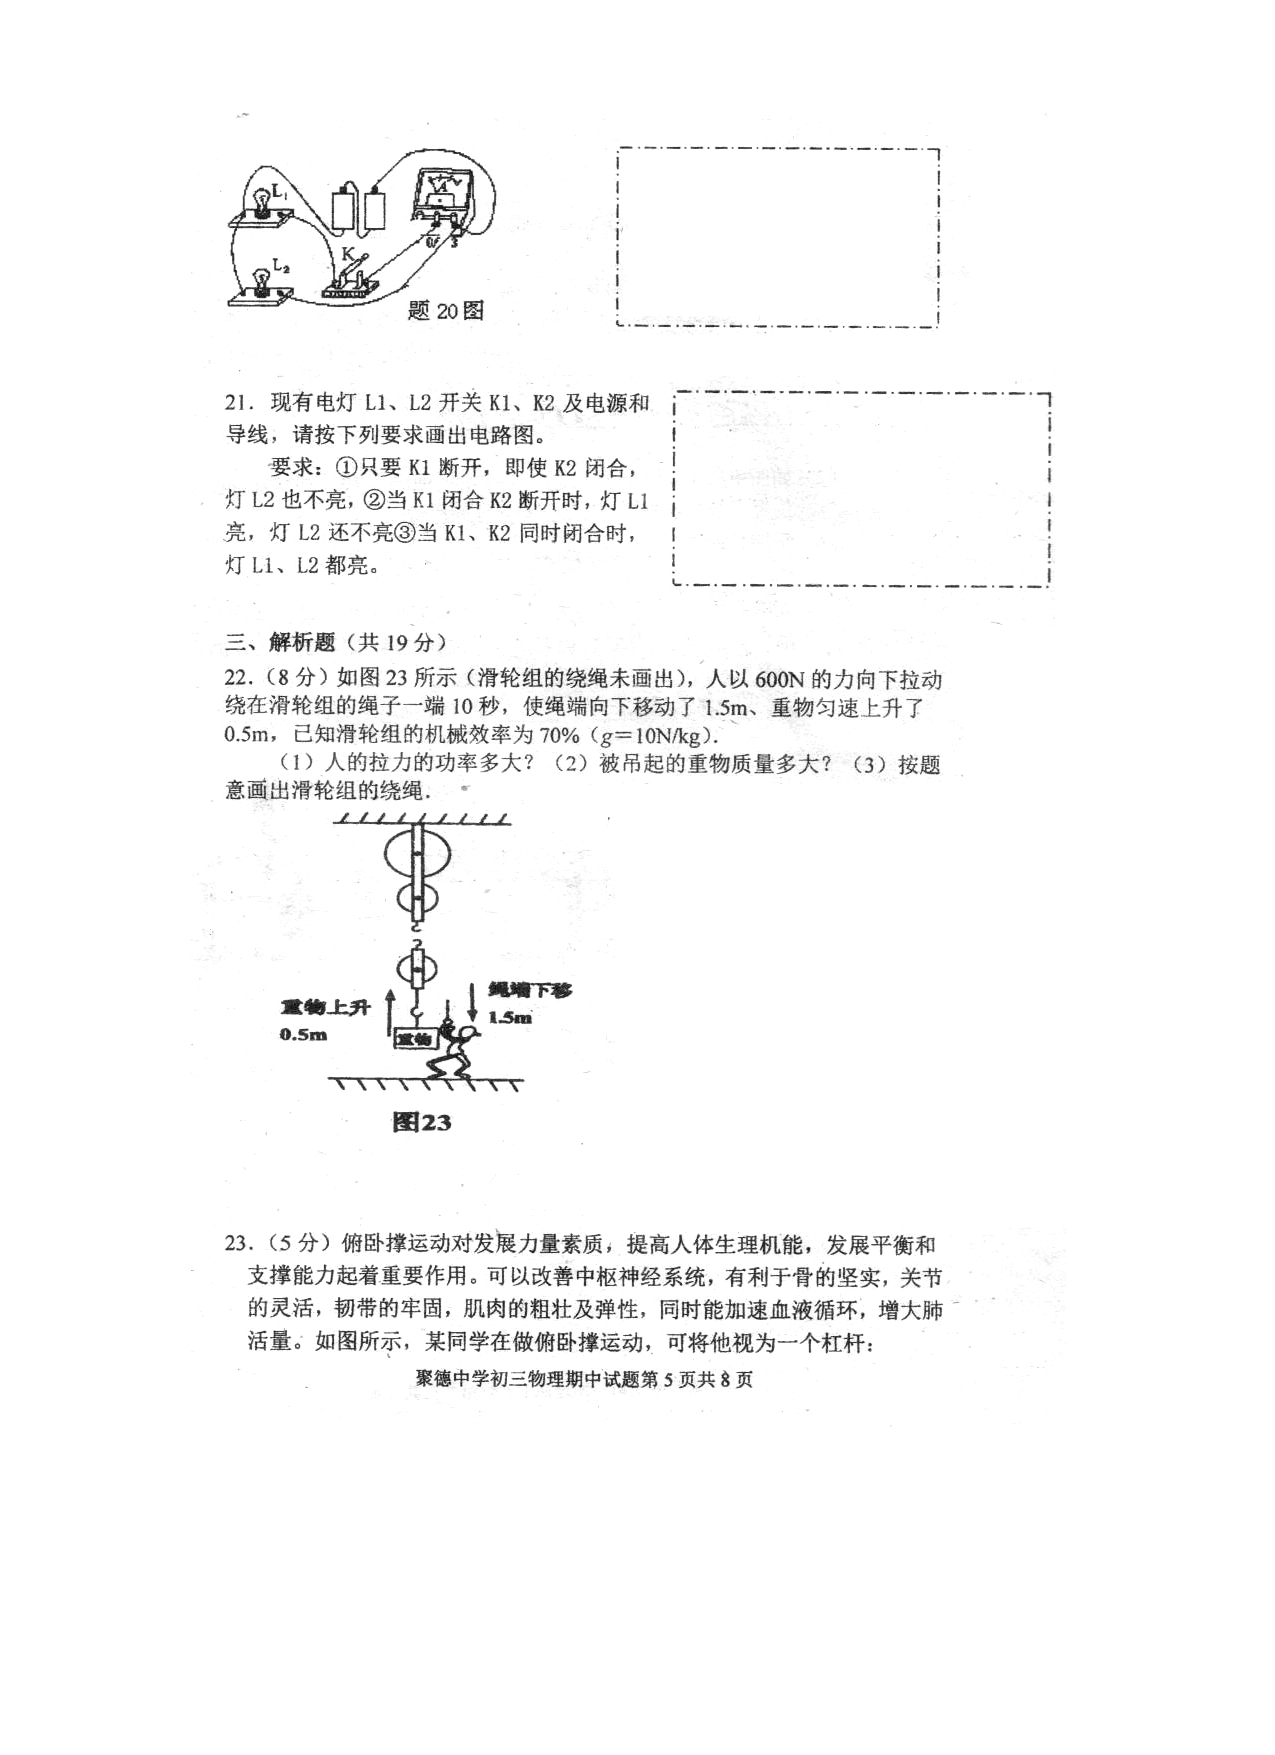 L₁
L₂
K
A
3
题 20 图
21．现有电灯 L1、L2 开关 K1、K2 及电源和
导线，请按下列要求画出电路图。
要求：①只要 K1 断开，即使 K2 闭合，
灯 L2 也不亮，②当 K1 闭合 K2 断开时，灯 L1
亮，灯 L2 还不亮③当 K1、K2 同时闭合时，
灯 L1、L2 都亮。
三、解析题（共 19 分）
22．（8 分）如图 23 所示（滑轮组的绕绳未画出），人以 600N 的力向下拉动
绕在滑轮组的绳子一端 10 秒，使绳端向下移动了 1.5m、重物匀速上升了
0.5m，已知滑轮组的机械效率为 70%（g＝10N/kg）.
（1）人的拉力的功率多大？（2）被吊起的重物质量多大？（3）按题
意画出滑轮组的绕绳.
重物上升
0.5m
绳端下移
1.5m
重物
图23
23．（5 分）俯卧撑运动对发展力量素质，提高人体生理机能，发展平衡和
支撑能力起着重要作用。可以改善中枢神经系统，有利于骨的坚实，关节
的灵活，韧带的牢固，肌肉的粗壮及弹性，同时能加速血液循环，增大肺
活量。如图所示，某同学在做俯卧撑运动，可将他视为一个杠杆：
聚德中学初三物理期中试题第 5 页共 8 页